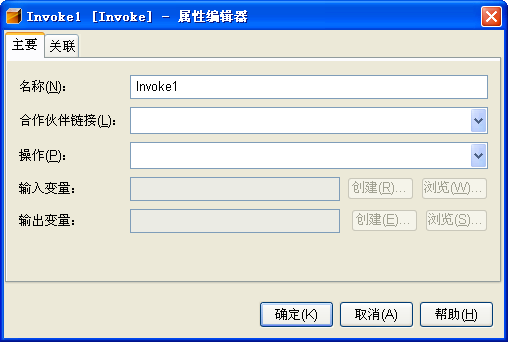 Invoke1 [Invoke] - 属性编辑器
主要 关联
名称(N)： Invoke1
合作伙伴链接(L)：
操作(P)：
输入变量： 创建(R)... 浏览(W)...
输出变量： 创建(E)... 浏览(S)...
确定(K) 取消(A) 帮助(H)